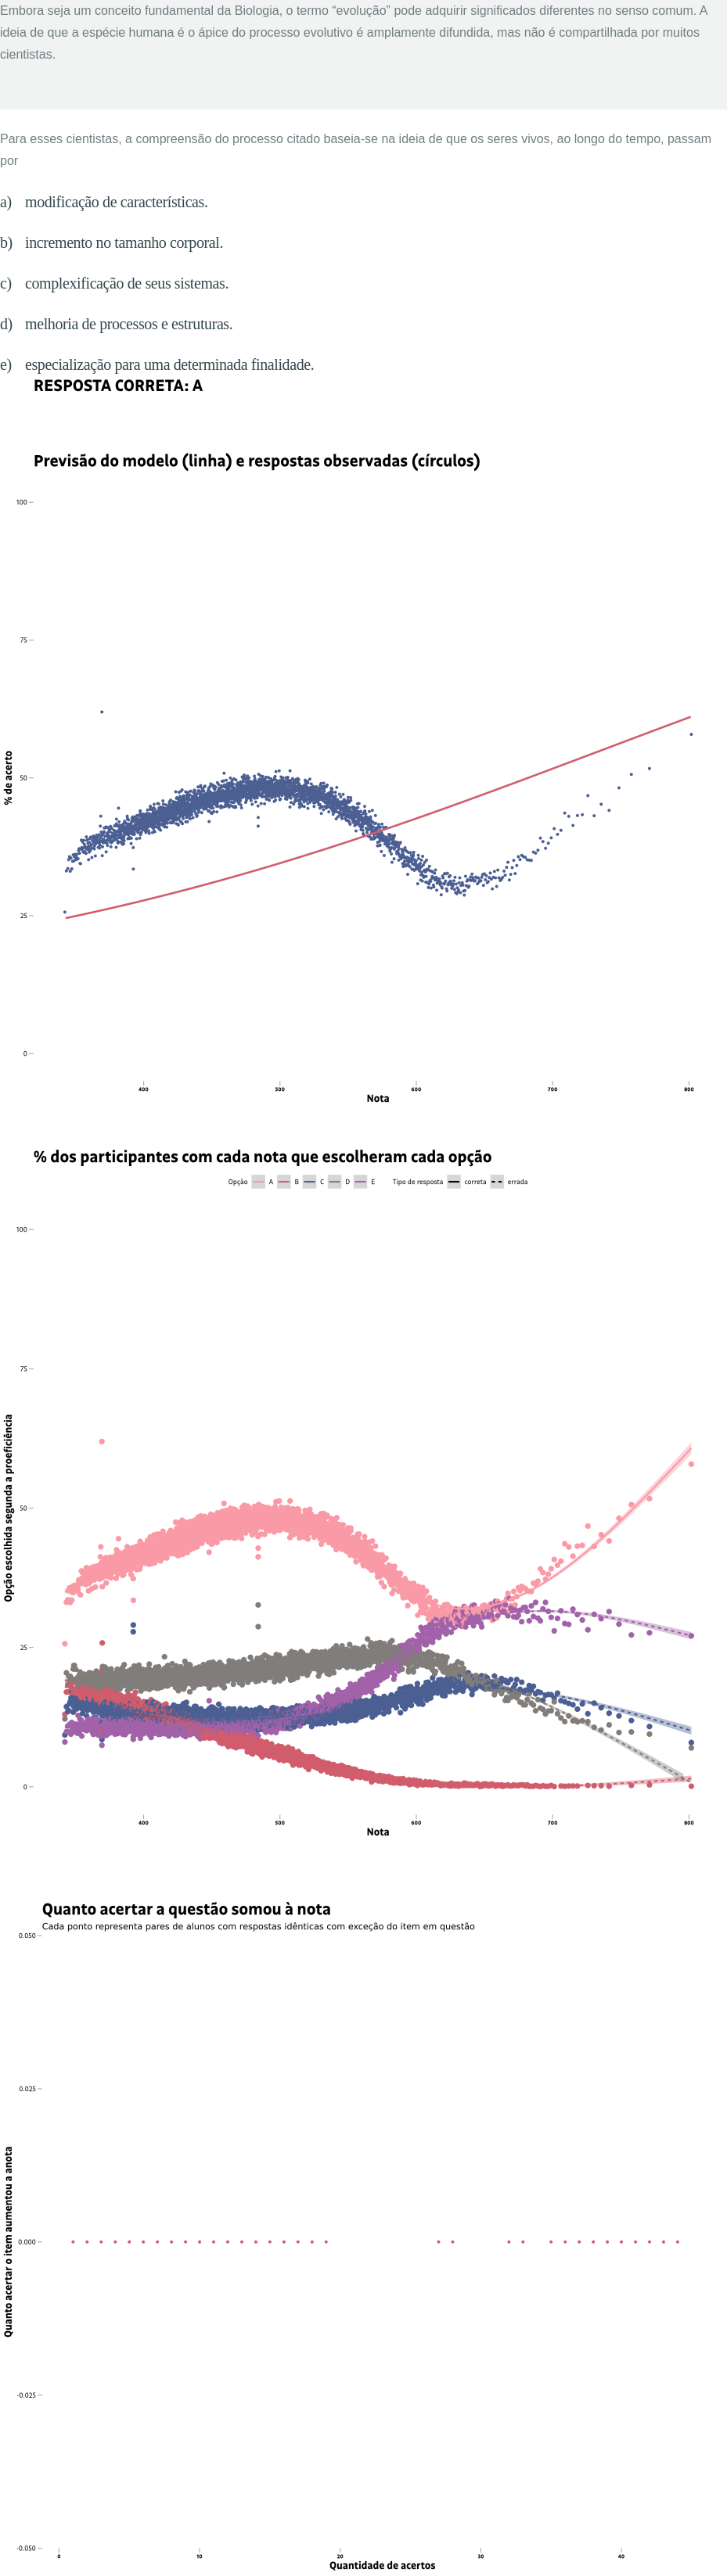 Embora seja um conceito fundamental da Biologia, o termo “evolução” pode adquirir significados diferentes no senso comum. A
ideia de que a espécie humana é o ápice do processo evolutivo é amplamente difundida, mas não é compartilhada por muitos
cientistas.
Para esses cientistas, a compreensão do processo citado baseia-se na ideia de que os seres vivos, ao longo do tempo, passam
por
a) modificação de características.
b) incremento no tamanho corporal.
c) complexificação de seus sistemas.
d) melhoria de processos e estruturas.
e) especialização para uma determinada finalidade.
RESPOSTA CORRETA: A
Previsão do modelo (linha) e respostas observadas (círculos)
% de acerto
100
75
50
25
0
400 500 600 700 800
Nota
% dos participantes com cada nota que escolheram cada opção
Opção A B C D E Tipo de resposta correta errada
Opção escolhida segunda a proeficiência
100
75
50
25
0
400 500 600 700 800
Nota
Quanto acertar a questão somou à nota
Cada ponto representa pares de alunos com respostas idênticas com exceção do item em questão
Quanto acertar o item aumentou a anota
0.050
0.025
0.000
-0.025
-0.050
0 10 20 30 40
Quantidade de acertos